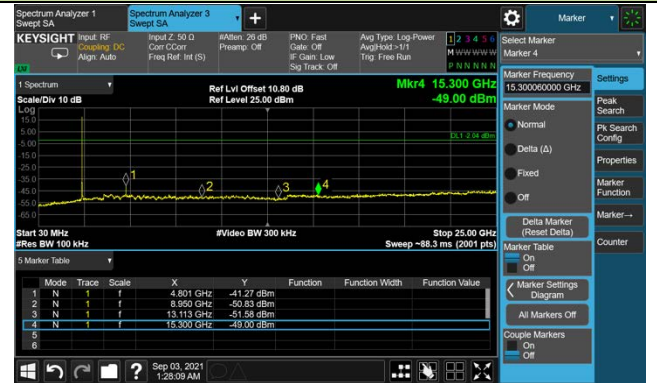 Spectrum Analyzer 1
Swept SA
Spectrum Analyzer 3
Swept SA
Marker
KEYSIGHT
Input: RF
Coupling: DC
Align: Auto
Input Z: 50 Ω
Corr CCorr
Freq Ref: Int (S)
#Atten: 26 dB
Preamp: Off
PNO: Fast
Gate: Off
IF Gain: Low
Sig Track: Off
Avg Type: Log-Power
Avg|Hold:>1/1
Trig: Free Run
1 2 3 4 5 6
M W W W W W
P N N N N N
1 Spectrum
Scale/Div 10 dB
Log
Ref Lvl Offset 10.80 dB
Ref Level 25.00 dBm
Mkr4 15.300 GHz
-49.00 dBm
15.0
5.00
-5.00
-15.0
-25.0
-35.0
-45.0
-55.0
-65.0
1
2
3
4
Start 30 MHz
#Res BW 100 kHz
#Video BW 300 kHz
Stop 25.00 GHz
Sweep ~88.3 ms (2001 pts)
5 Marker Table
Mode Trace Scale X Y Function Function Width Function Value
1 N 1 f 4.801 GHz -41.27 dBm
2 N 1 f 8.950 GHz -50.83 dBm
3 N 1 f 13.113 GHz -51.58 dBm
4 N 1 f 15.300 GHz -49.00 dBm
5
6
Sep 03, 2021
1:28:09 AM
Select Marker
Marker 4
Marker Frequency
15.300060000 GHz
Marker Mode
Normal
Delta (Δ)
Fixed
Off
Delta Marker
(Reset Delta)
Marker Table
On
Off
Marker Settings
Diagram
All Markers Off
Couple Markers
On
Off
Settings
Peak
Search
Pk Search
Config
Properties
Marker
Function
Marker→
Counter